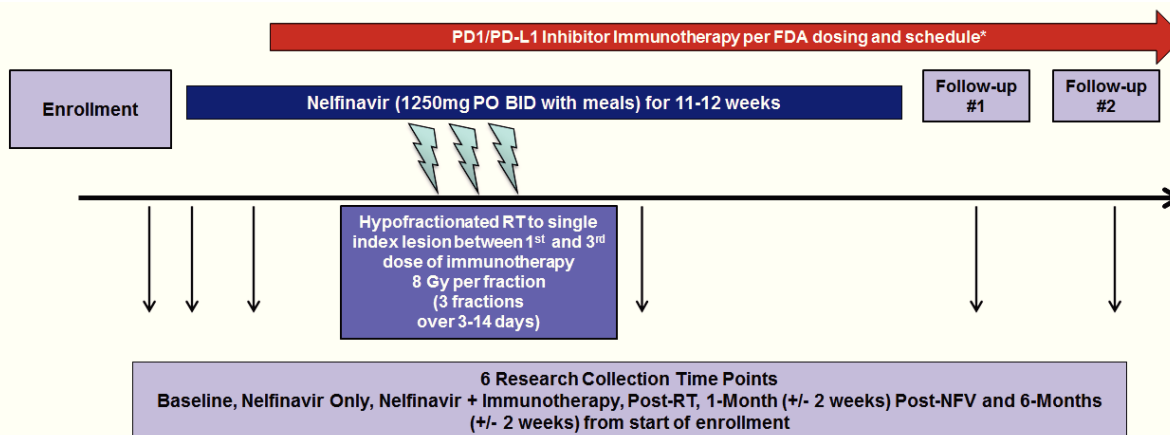 PD1/PD-L1 Inhibitor Immunotherapy per FDA dosing and schedule*
Enrollment
Nelfinavir (1250mg PO BID with meals) for 11-12 weeks
Follow-up
#1
Follow-up
#2
Hypofractionated RT to single
index lesion between 1st and 3rd
dose of immunotherapy
8 Gy per fraction
(3 fractions
over 3-14 days)
6 Research Collection Time Points
Baseline, Nelfinavir Only, Nelfinavir + Immunotherapy, Post-RT, 1-Month (+/- 2 weeks) Post-NFV and 6-Months
(+/- 2 weeks) from start of enrollment